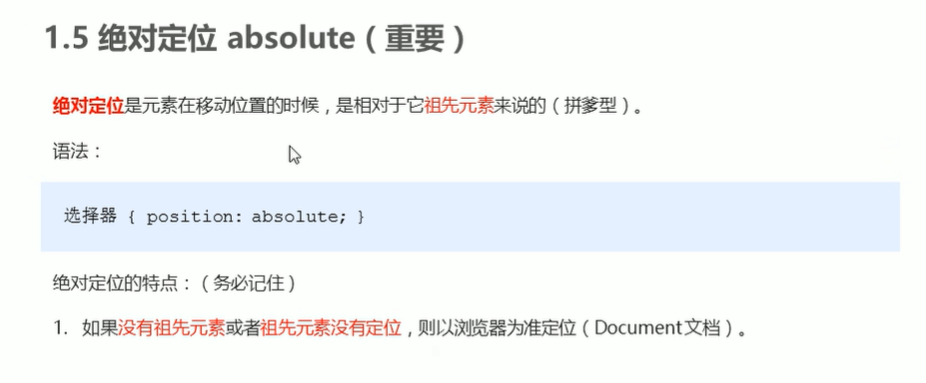 1.5 绝对定位 absolute（重要）
绝对定位是元素在移动位置的时候，是相对于它祖先元素来说的（拼爹型）。
语法：
选择器 { position: absolute; }
绝对定位的特点：（务必记住）
1. 如果没有祖先元素或者祖先元素没有定位，则以浏览器为准定位（Document文档）。